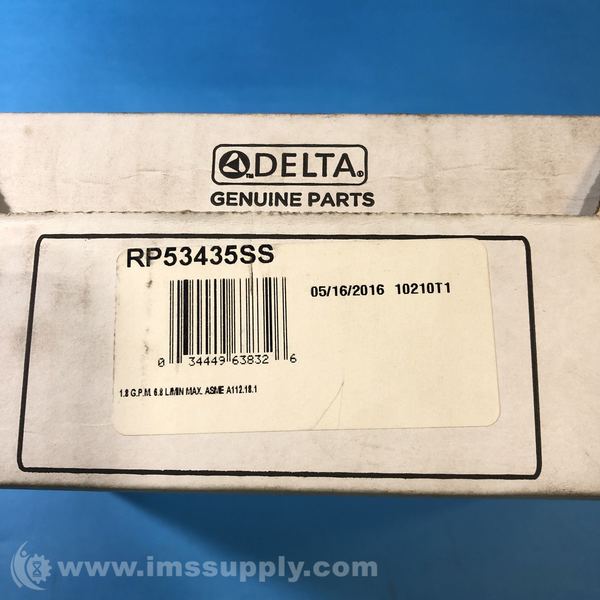 DELTA®
GENUINE PARTS
RP53435SS
05/16/2016 10210T1
0 34449 63832 6
1.8 G.P.M. 6.8 L/MIN MAX. ASME A112.18.1
www.imssupply.com